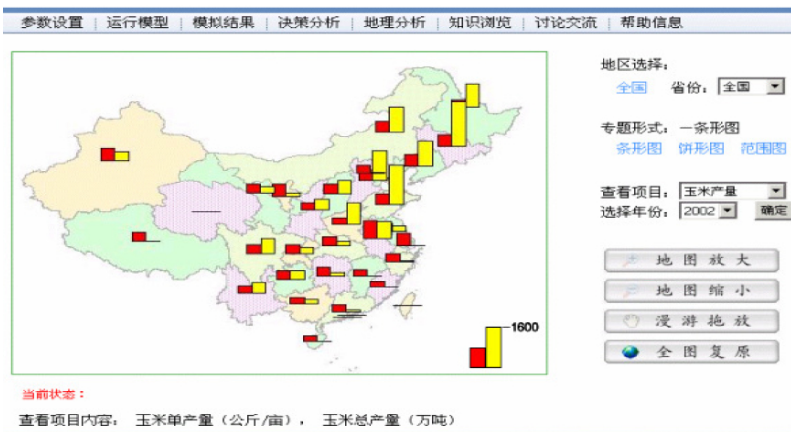 参数设置 | 运行模型 | 模拟结果 | 决策分析 | 地理分析 | 知识浏览 | 讨论交流 | 帮助信息
地区选择:
全国 省份: 全国
专题形式: —条形图
条形图 饼形图 范围图
查看项目: 玉米产量
选择年份: 2002 确定
地图放大
地图缩小
漫游拖放
全图复原
1600
当前状态:
查看项目内容: 玉米单产量(公斤/亩), 玉米总产量(万吨)